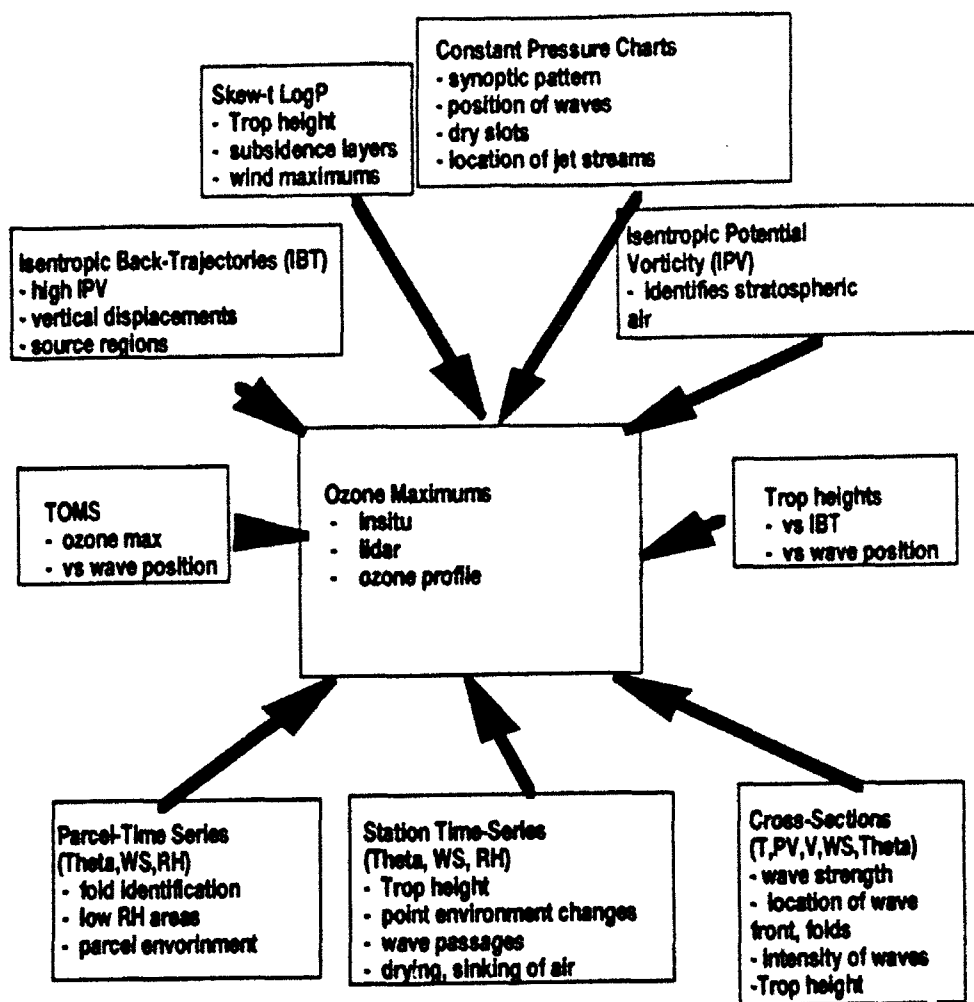 Constant Pressure Charts
- synoptic pattern
- position of waves
- dry slots
- location of jet streams
Skew-t LogP
- Trop height
- subsidence layers
- wind maximums
Isentropic Potential
Vorticity (IPV)
- identifies stratospheric
air
Isentropic Back-Trajectories (IBT)
- high IPV
- vertical displacements
- source regions
TOMS
- ozone max
- vs wave position
Ozone Maximums
- insitu
- lidar
- ozone profile
Trop heights
- vs IBT
- vs wave position
Parcel-Time Series
(Theta,WS,RH)
- fold identification
- low RH areas
- parcel envorinment
Station Time-Series
(Theta, WS, RH)
- Trop height
- point environment changes
- wave passages
- drying, sinking of air
Cross-Sections
(T,PV,V,WS,Theta)
- wave strength
- location of wave
front, folds
- intensity of waves
-Trop height